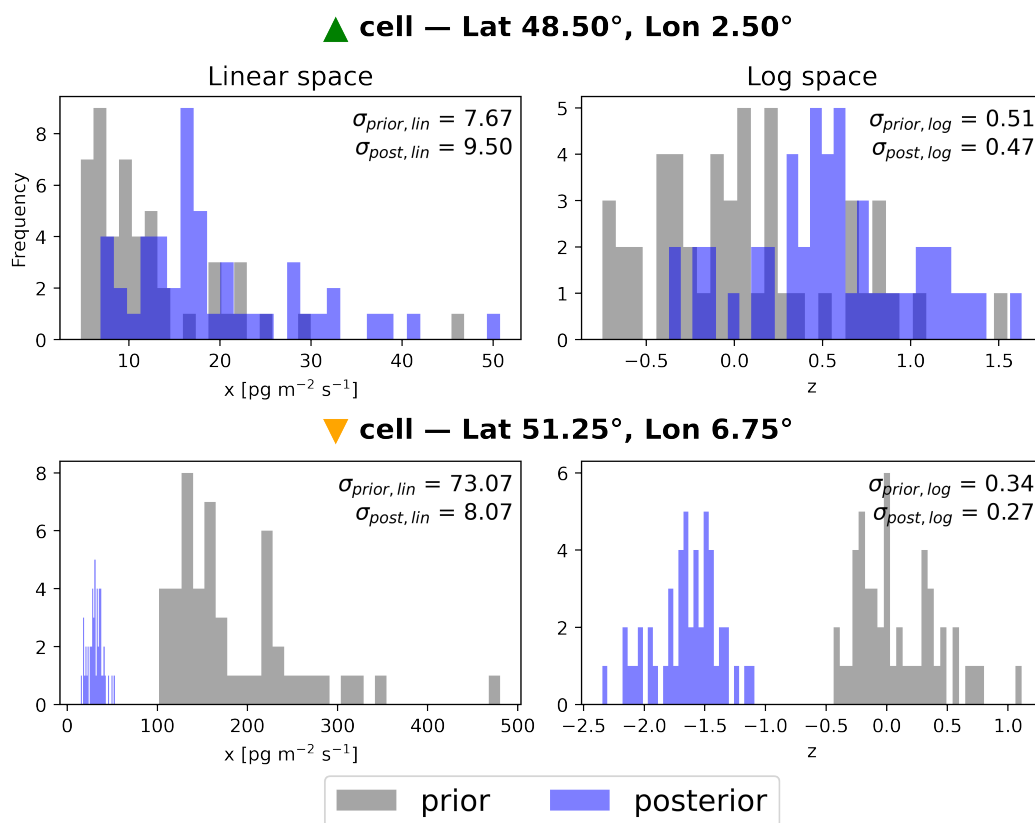 ▲ cell — Lat 48.50°, Lon 2.50°
Linear space
Log space
Frequency
8
6
4
2
0
σprior,lin = 7.67
σpost,lin = 9.50
10 20 30 40 50
x [pg m−2 s−1]
5
4
3
2
1
0
σprior,log = 0.51
σpost,log = 0.47
−0.5 0.0 0.5 1.0 1.5
z
▼ cell — Lat 51.25°, Lon 6.75°
8
6
4
2
0
σprior,lin = 73.07
σpost,lin = 8.07
0 100 200 300 400 500
x [pg m−2 s−1]
6
4
2
0
σprior,log = 0.34
σpost,log = 0.27
−2.5 −2.0 −1.5 −1.0 −0.5 0.0 0.5 1.0
z
prior posterior